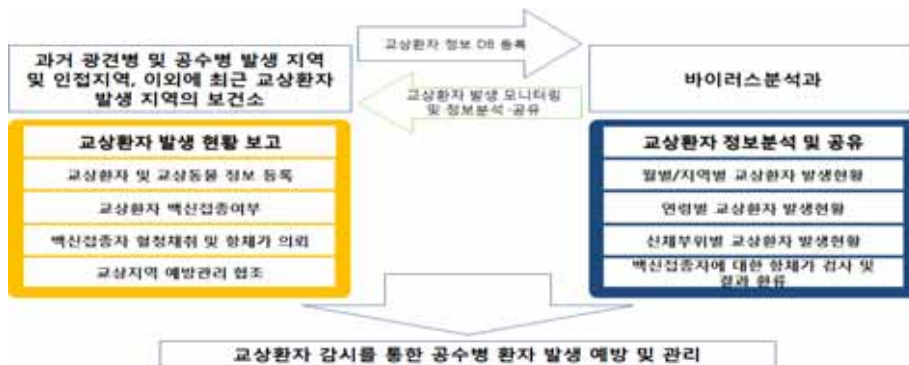 교상환자 정보 DB 등록
과거 광견병 및 공수병 발생 지역
및 인접지역, 이외에 최근 교상환자
발생 지역의 보건소
바이러스분석과
교상환자 발생 모니터링
및 정보분석·공유
교상환자 발생 현황 보고
교상환자 및 교상동물 정보 등록
교상환자 백신접종여부
백신접종자 혈청채취 및 항체가 의뢰
교상지역 예방관리 협조
교상환자 정보분석 및 공유
월별/지역별 교상환자 발생현황
연령별 교상환자 발생현황
신체부위별 교상환자 발생현황
백신접종자에 대한 항체가 검사 및
결과 환류
교상환자 감시를 통한 공수병 환자 발생 예방 및 관리